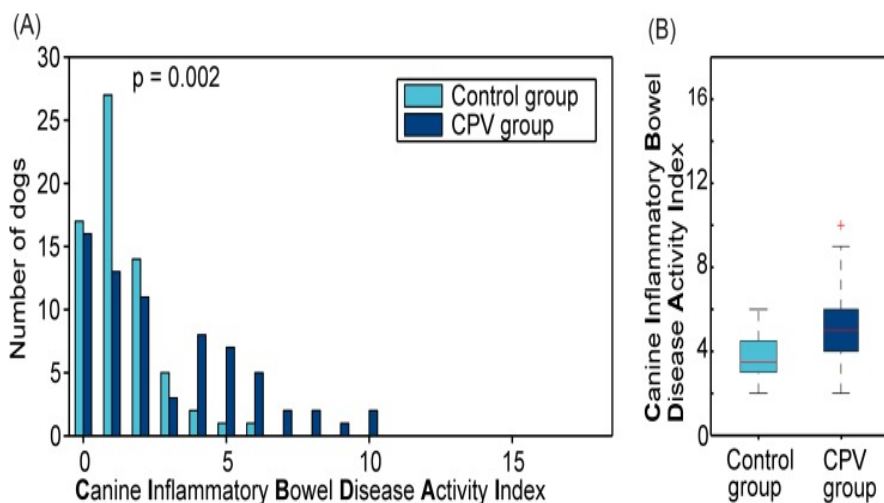 (A)
p = 0.002
Control group
CPV group
30
25
20
15
10
5
0
Number of dogs
0 5 10 15
Canine Inflammatory Bowel Disease Activity Index
(B)
Canine Inflammatory Bowel
Disease Activity Index
16
12
8
4
0
Control
group
CPV
group